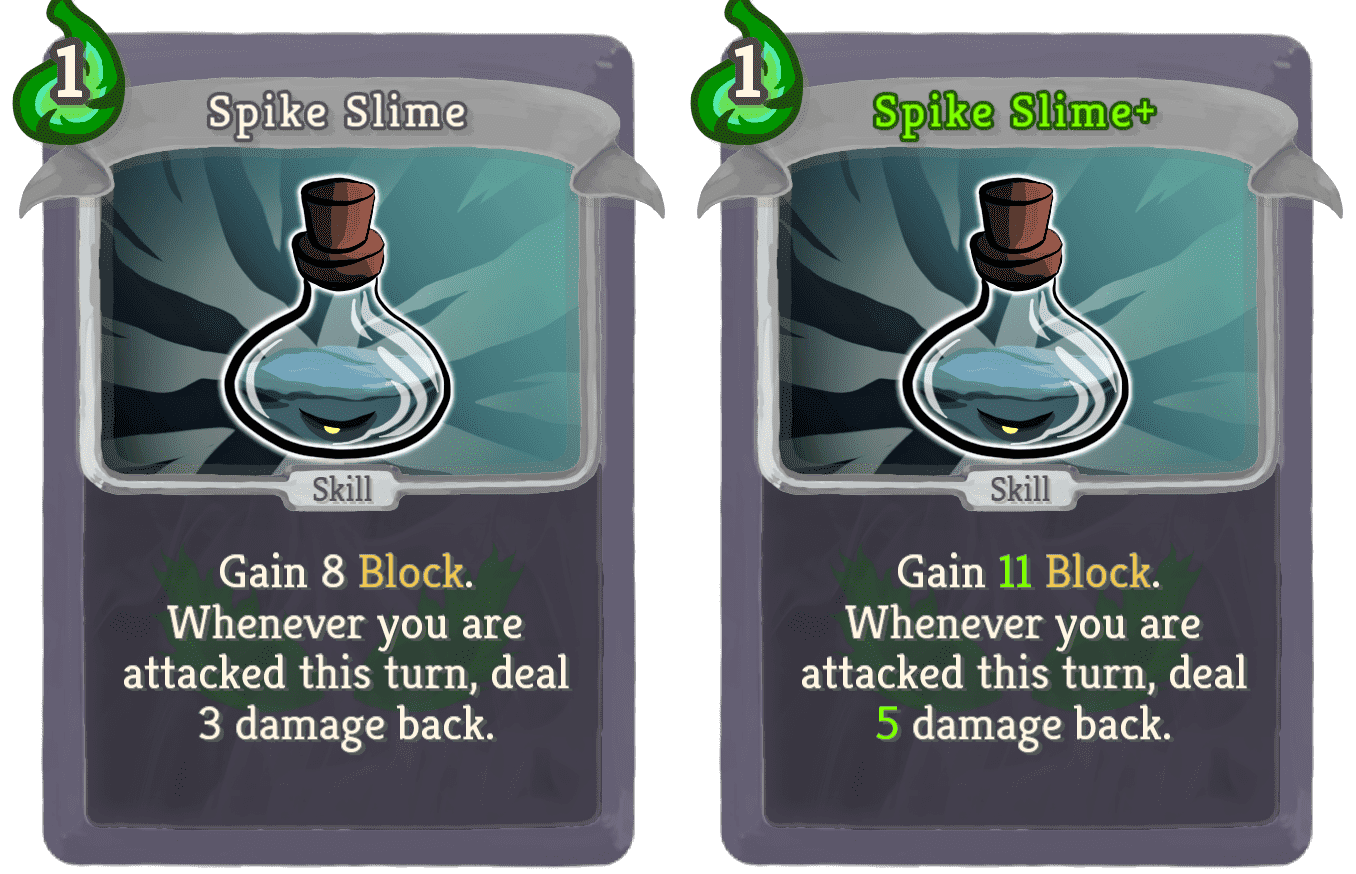 1
Spike Slime
Skill
Gain 8 Block.
Whenever you are
attacked this turn, deal
3 damage back.
1
Spike Slime+
Skill
Gain 11 Block.
Whenever you are
attacked this turn, deal
5 damage back.